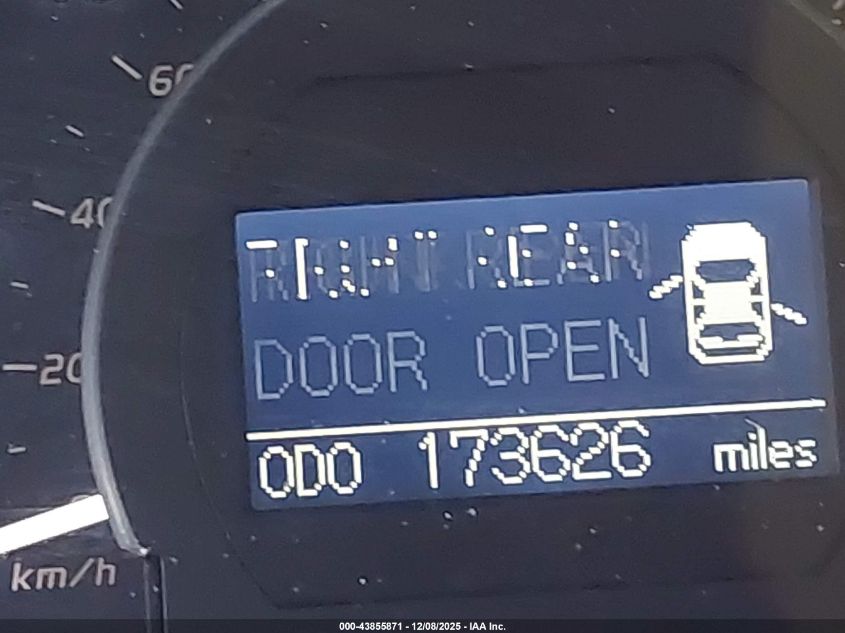 60
40
RIGHT REAR
DOOR OPEN
20
ODO 173626 miles
km/h
000-43855871 - 12/08/2025 - IAA Inc.